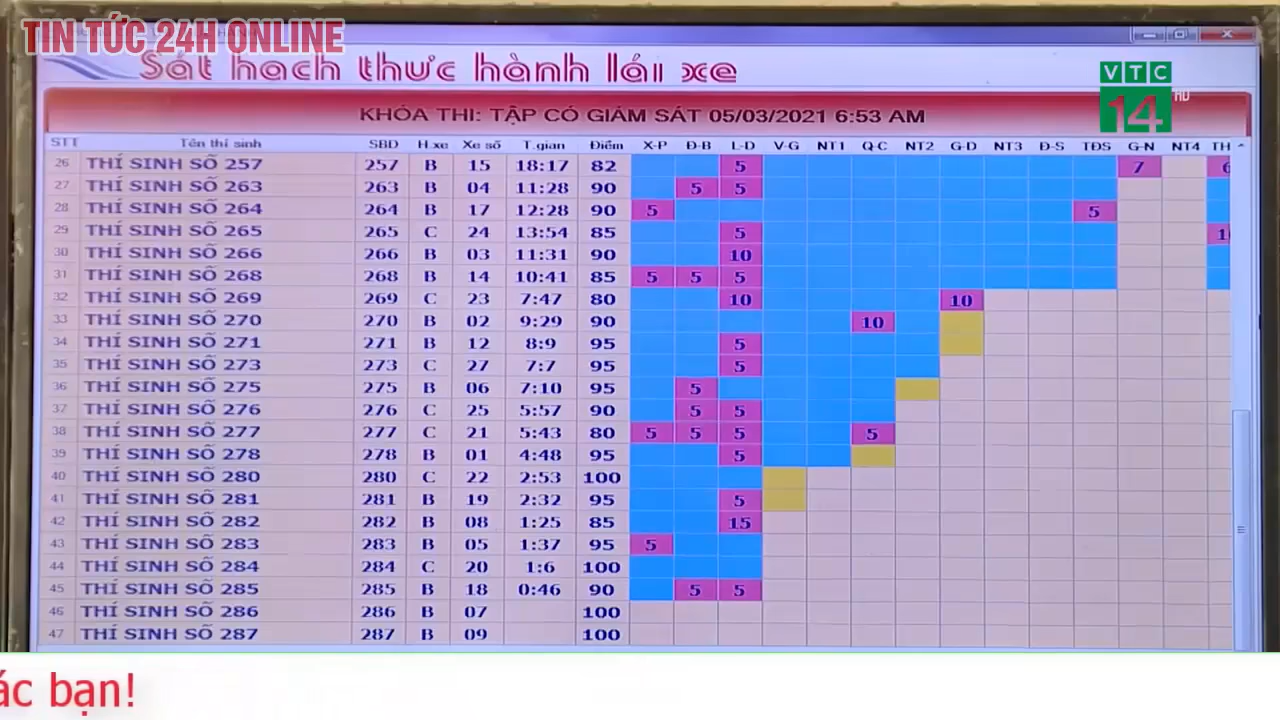 TIN TỨC 24H ONLINE
Sát hạch thực hành lái xe
VTC
14 HD
KHÓA THI: TẬP CÓ GIÁM SÁT 05/03/2021 6:53 AM
STT Tên thí sinh SBD H.xe Xe số T.gian Điểm X-P Đ-B L-D V-G NT1 Q-C NT2 G-D NT3 Đ-S TĐS G-N NT4 TH
26 THÍ SINH SỐ 257 257 B 15 18:17 82 5 7 6
27 THÍ SINH SỐ 263 263 B 04 11:28 90 5 5
28 THÍ SINH SỐ 264 264 B 17 12:28 90 5 5
29 THÍ SINH SỐ 265 265 C 24 13:54 85 5 1
30 THÍ SINH SỐ 266 266 B 03 11:31 90 10
31 THÍ SINH SỐ 268 268 B 14 10:41 85 5 5 5
32 THÍ SINH SỐ 269 269 C 23 7:47 80 10 10
33 THÍ SINH SỐ 270 270 B 02 9:29 90 10
34 THÍ SINH SỐ 271 271 B 12 8:9 95 5
35 THÍ SINH SỐ 273 273 C 27 7:7 95 5
36 THÍ SINH SỐ 275 275 B 06 7:10 95 5
37 THÍ SINH SỐ 276 276 C 25 5:57 90 5 5
38 THÍ SINH SỐ 277 277 C 21 5:43 80 5 5 5 5
39 THÍ SINH SỐ 278 278 B 01 4:48 95 5
40 THÍ SINH SỐ 280 280 C 22 2:53 100
41 THÍ SINH SỐ 281 281 B 19 2:32 95 5
42 THÍ SINH SỐ 282 282 B 08 1:25 85 15
43 THÍ SINH SỐ 283 283 B 05 1:37 95 5
44 THÍ SINH SỐ 284 284 C 20 1:6 100
45 THÍ SINH SỐ 285 285 B 18 0:46 90 5 5
46 THÍ SINH SỐ 286 286 B 07 100
47 THÍ SINH SỐ 287 287 B 09 100
ác bạn!